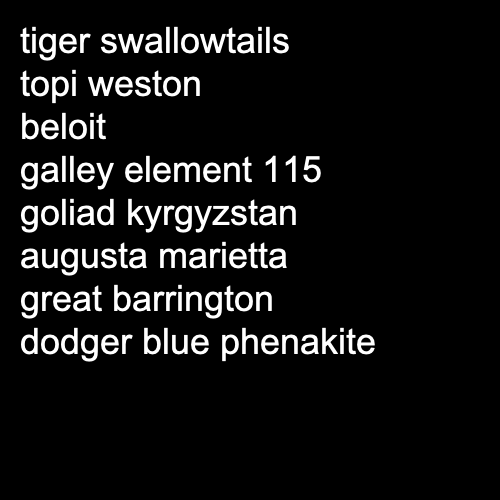 tiger swallowtails
topi weston
beloit
galley element 115
goliad kyrgyzstan
augusta marietta
great barrington
dodger blue phenakite